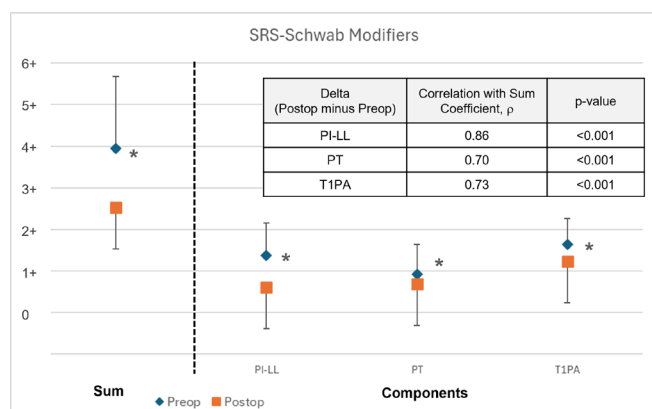 SRS-Schwab Modifiers
6+
5+
4+
3+
2+
1+
0
*
*
*
*
Delta (Postop minus Preop) Correlation with Sum Coefficient, ρ p-value
PI-LL 0.86 <0.001
PT 0.70 <0.001
T1PA 0.73 <0.001
PI-LL PT T1PA
Sum Components
Preop Postop